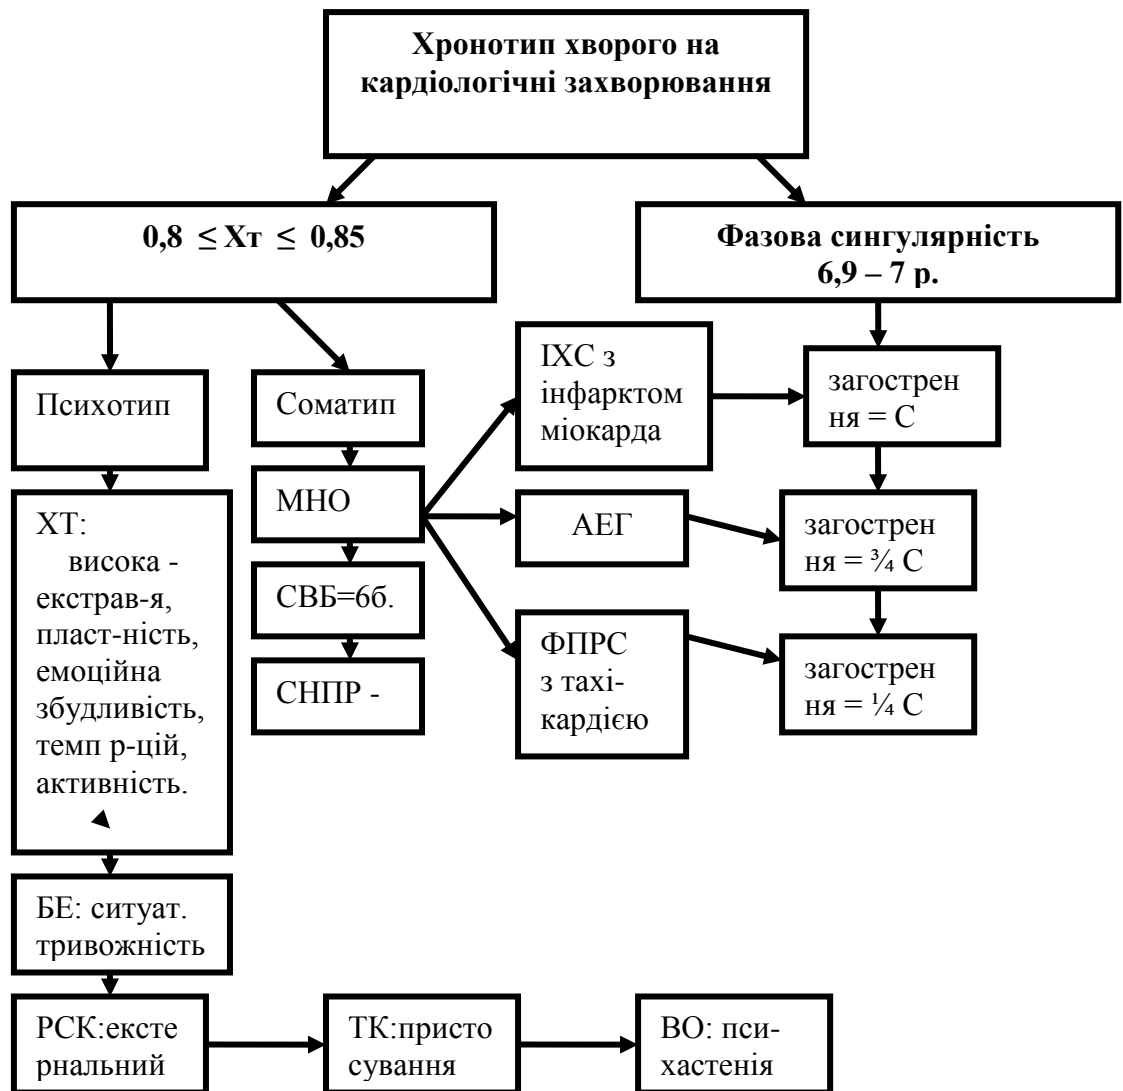 Хронотип хворого на
кардіологічні захворювання
0,8 ≤ Хт ≤ 0,85
Фазова сингулярність
6,9 – 7 р.
Психотип
Соматип
ІХС з
інфарктом
міокарда
загострен
ня = С
ХТ:
висока -
екстрав-я,
пласт-ність,
емоційна
збудливість,
темп р-цій,
активність.
МНО
АЕГ
загострен
ня = ¾ С
СВБ=6б.
СНПР -
ФПРС
з тахі-
кардією
загострен
ня = ¼ С
БЕ: ситуат.
тривожність
РСК:експте
рнальний
ТК:присто
сування
ВО: пси-
хастенія